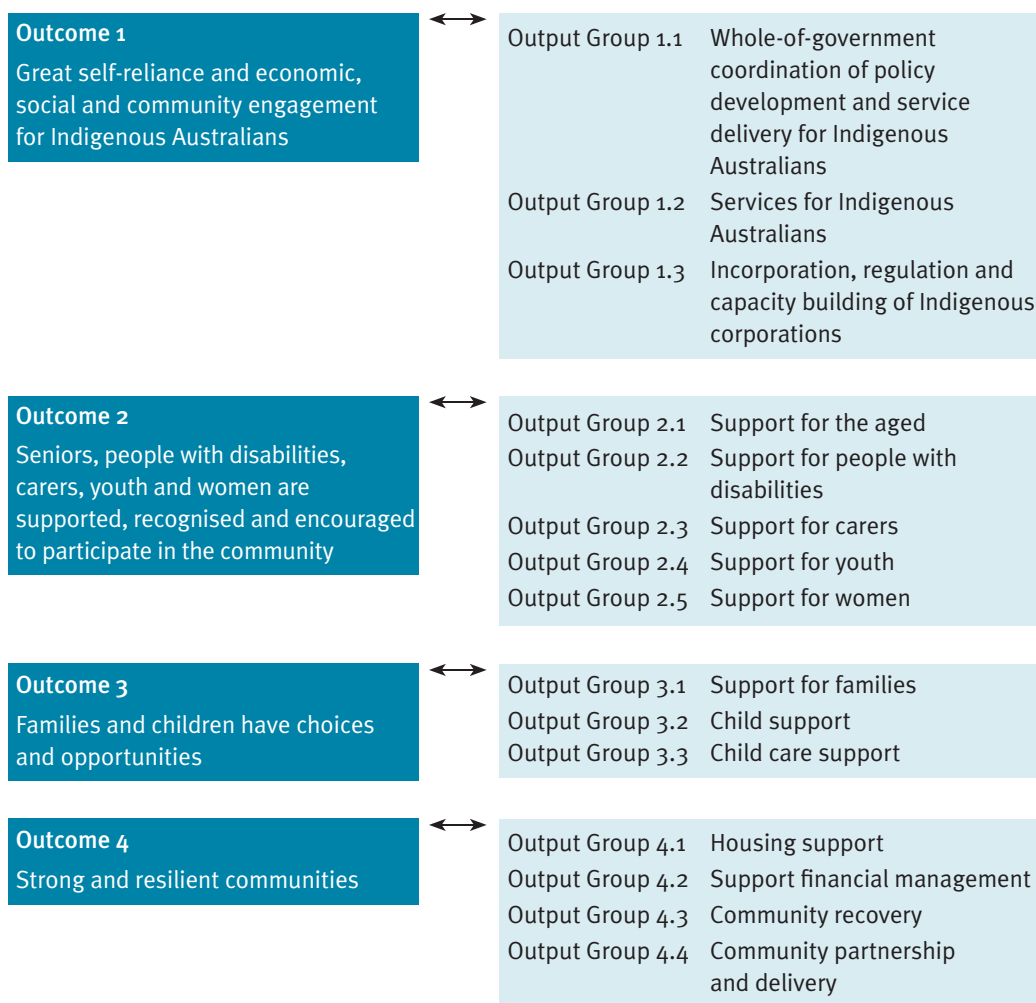 Outcome 1
Great self-reliance and economic,
social and community engagement
for Indigenous Australians
Output Group 1.1 Whole-of-government
coordination of policy
development and service
delivery for Indigenous
Australians
Output Group 1.2 Services for Indigenous
Australians
Output Group 1.3 Incorporation, regulation and
capacity building of Indigenous
corporations
Outcome 2
Seniors, people with disabilities,
carers, youth and women are
supported, recognised and encouraged
to participate in the community
Output Group 2.1 Support for the aged
Output Group 2.2 Support for people with
disabilities
Output Group 2.3 Support for carers
Output Group 2.4 Support for youth
Output Group 2.5 Support for women
Outcome 3
Families and children have choices
and opportunities
Output Group 3.1 Support for families
Output Group 3.2 Child support
Output Group 3.3 Child care support
Outcome 4
Strong and resilient communities
Output Group 4.1 Housing support
Output Group 4.2 Support financial management
Output Group 4.3 Community recovery
Output Group 4.4 Community partnership
and delivery